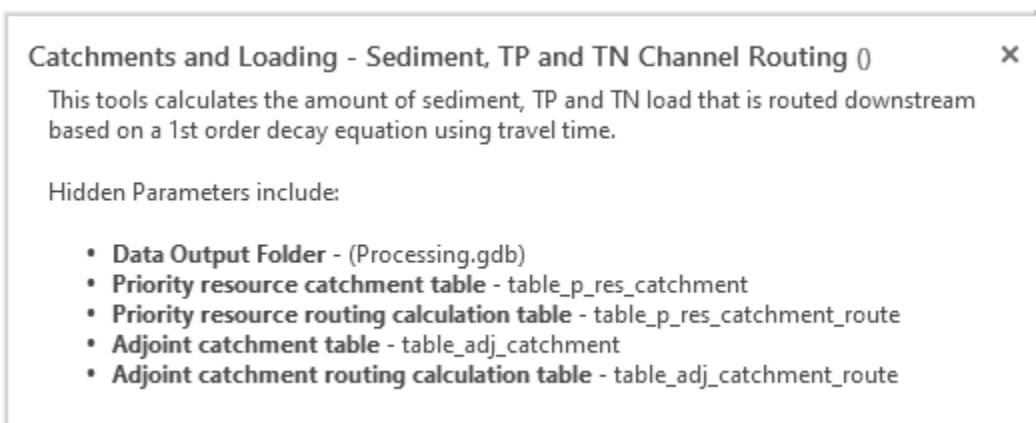 Catchments and Loading - Sediment, TP and TN Channel Routing ()
This tools calculates the amount of sediment, TP and TN load that is routed downstream
based on a 1st order decay equation using travel time.
Hidden Parameters include:
• Data Output Folder - (Processing.gdb)
• Priority resource catchment table - table_p_res_catchment
• Priority resource routing calculation table - table_p_res_catchment_route
• Adjoint catchment table - table_adj_catchment
• Adjoint catchment routing calculation table - table_adj_catchment_route